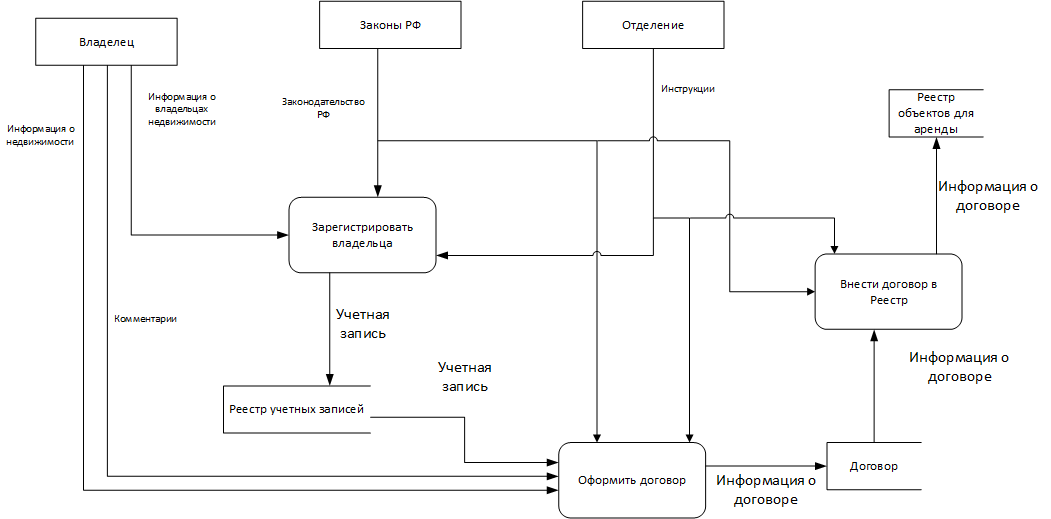 Владелец
Законы РФ
Отделение
Информация о
владельцах
недвижимости
Законодательство
РФ
Инструкции
Реестр
объектов для
аренды
Информация о
недвижимости
Информация о
договоре
Зарегистрировать
владельца
Внести договор в
Реестр
Комментарии
Учетная
запись
Учетная
запись
Информация о
договоре
Реестр учетных записей
Оформить договор
Информация о
договоре
Договор